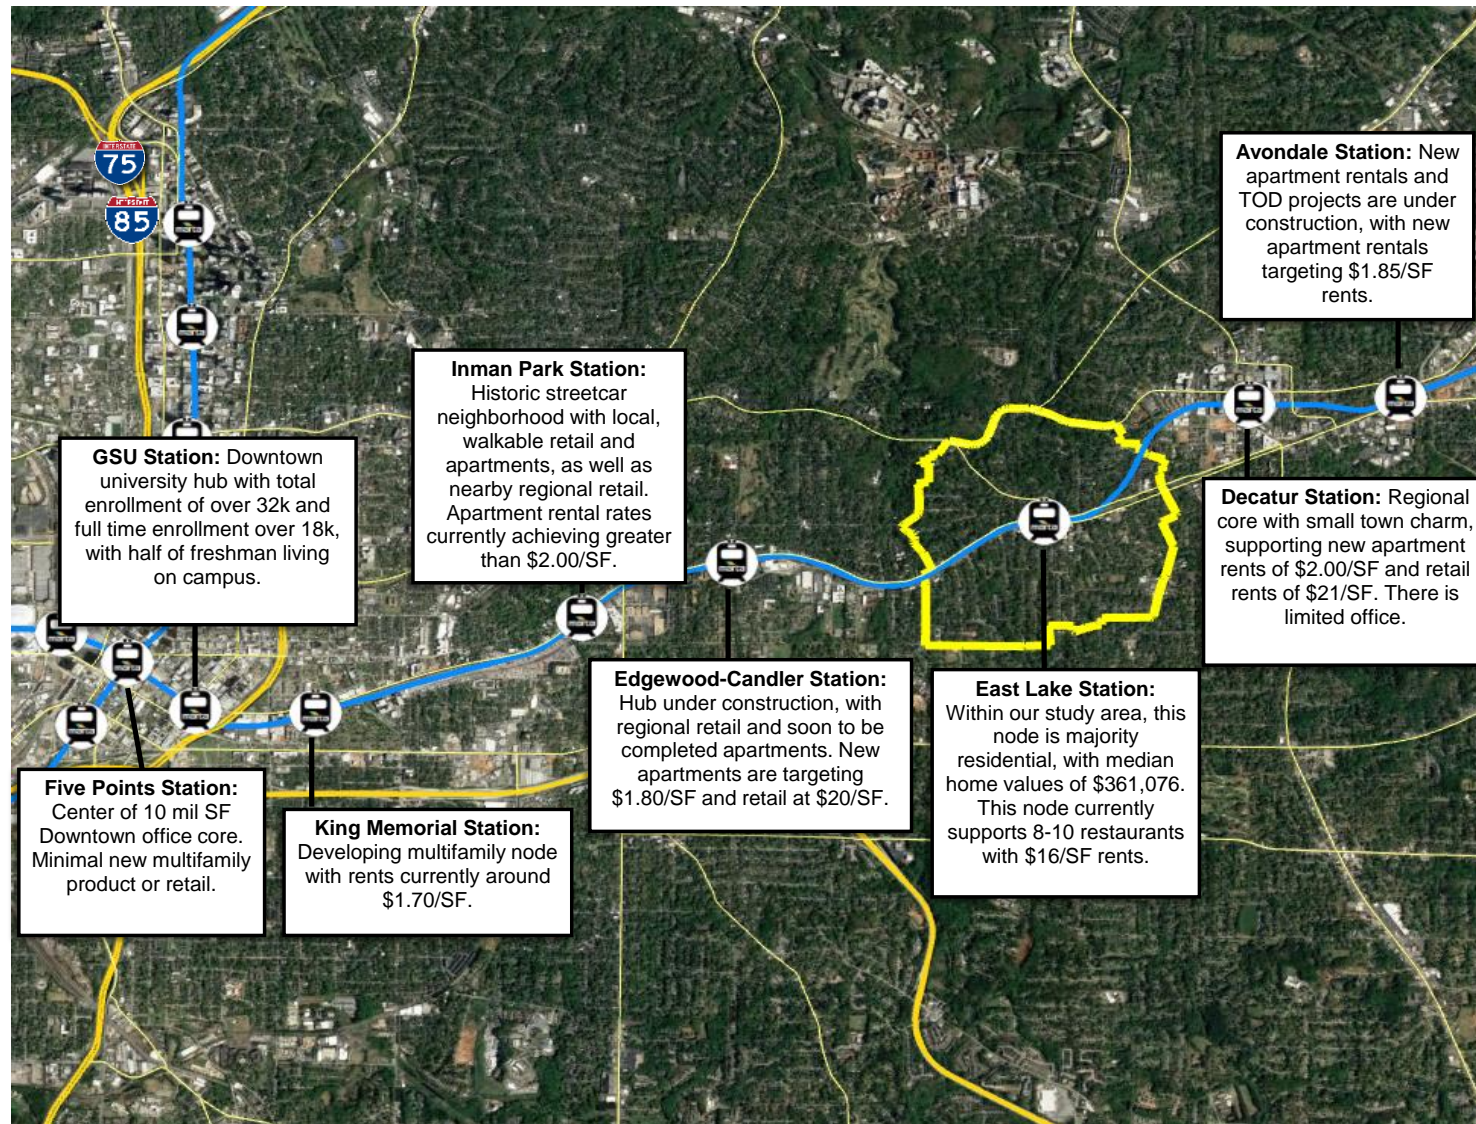 INTERSTATE
75
INTERSTATE
85
Avondale Station: New
apartment rentals and
TOD projects are under
construction, with new
apartment rentals
targeting $1.85/SF
rents.
Inman Park Station:
Historic streetcar
neighborhood with local,
walkable retail and
apartments, as well as
nearby regional retail.
Apartment rental rates
currently achieving greater
than $2.00/SF.
GSU Station: Downtown
university hub with total
enrollment of over 32k and
full time enrollment over 18k,
with half of freshman living
on campus.
Decatur Station: Regional
core with small town charm,
supporting new apartment
rents of $2.00/SF and retail
rents of $21/SF. There is
limited office.
Edgewood-Candler Station:
Hub under construction, with
regional retail and soon to be
completed apartments. New
apartments are targeting
$1.80/SF and retail at $20/SF.
East Lake Station:
Within our study area, this
node is majority
residential, with median
home values of $361,076.
This node currently
supports 8-10 restaurants
with $16/SF rents.
Five Points Station:
Center of 10 mil SF
Downtown office core.
Minimal new multifamily
product or retail.
King Memorial Station:
Developing multifamily node
with rents currently around
$1.70/SF.